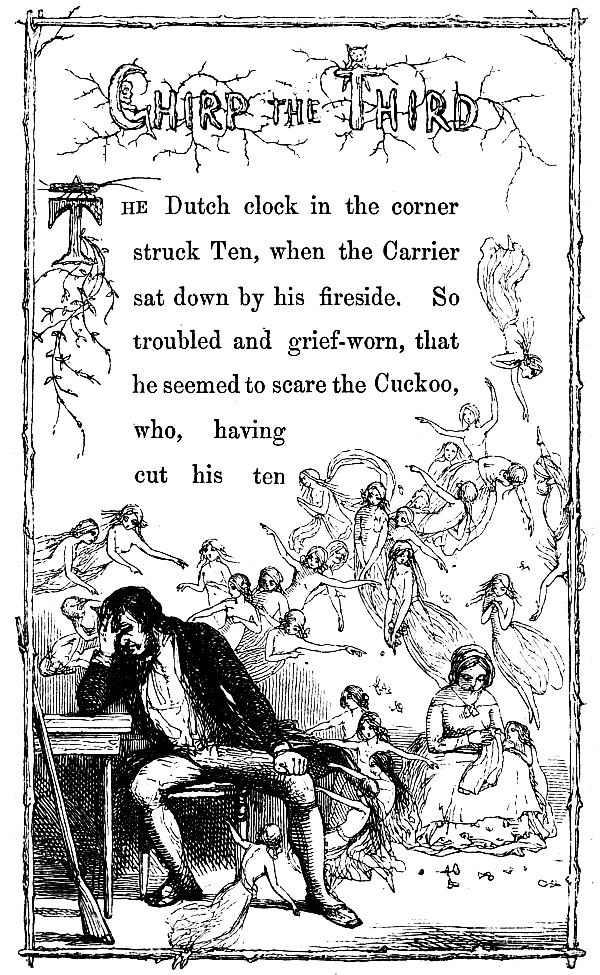 CHIRP THE THIRD
THE Dutch clock in the corner
struck Ten, when the Carrier
sat down by his fireside. So
troubled and grief-worn, that
he seemed to scare the Cuckoo,
who, having
cut his ten